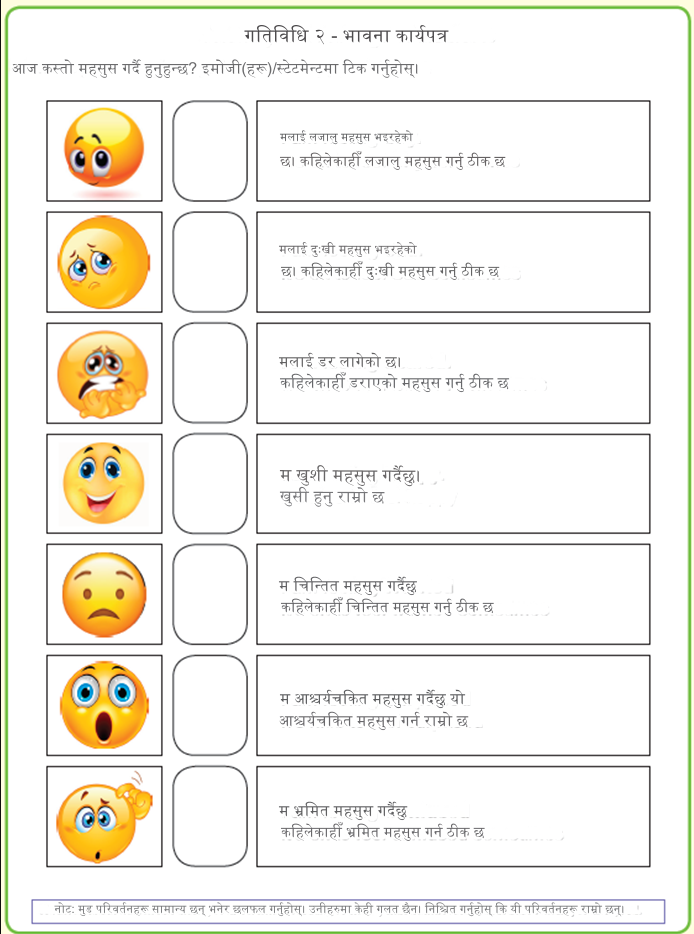 गतिविधि २ - भावना कार्यपत्र
आज कस्तो महसुस गर्दै हुनुहुन्छ? इमोजी(हरू)/स्टेटमेन्टमा टिक गर्नुहोस्।
मलाई लजालु महसुस भइरहेको
छ। कहिलेकाहीँ लजालु महसुस गर्नु ठीक छ
मलाई दुःखी महसुस भइरहेको
छ। कहिलेकाहीँ दुःखी महसुस गर्नु ठीक छ
मलाई डर लागेको छ।
कहिलेकाहीँ डराएको महसुस गर्नु ठीक छ
म खुशी महसुस गर्दैछु।
खुसी हुनु राम्रो छ
म चिन्तित महसुस गर्दैछु
कहिलेकाहीँ चिन्तित महसुस गर्नु ठीक छ
म आश्चर्यचकित महसुस गर्दैछु यो
आश्चर्यचकित महसुस गर्न राम्रो छ
म भ्रमित महसुस गर्दैछु
कहिलेकाहीँ भ्रमित महसुस गर्न ठीक छ
नोट: मुड परिवर्तनहरू सामान्य छन् भनेर छलफल गर्नुहोस्। उनीहरुमा केही गलत छैन। निश्चित गर्नुहोस् कि यी परिवर्तनहरू राम्रो छन्।